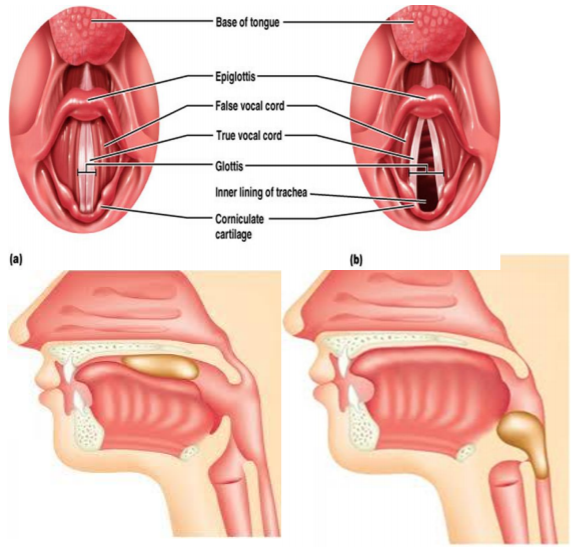 Base of tongue
Epiglottis
False vocal cord
True vocal cord
Glottis
Inner lining of trachea
Corniculate
cartilage
(a)
(b)